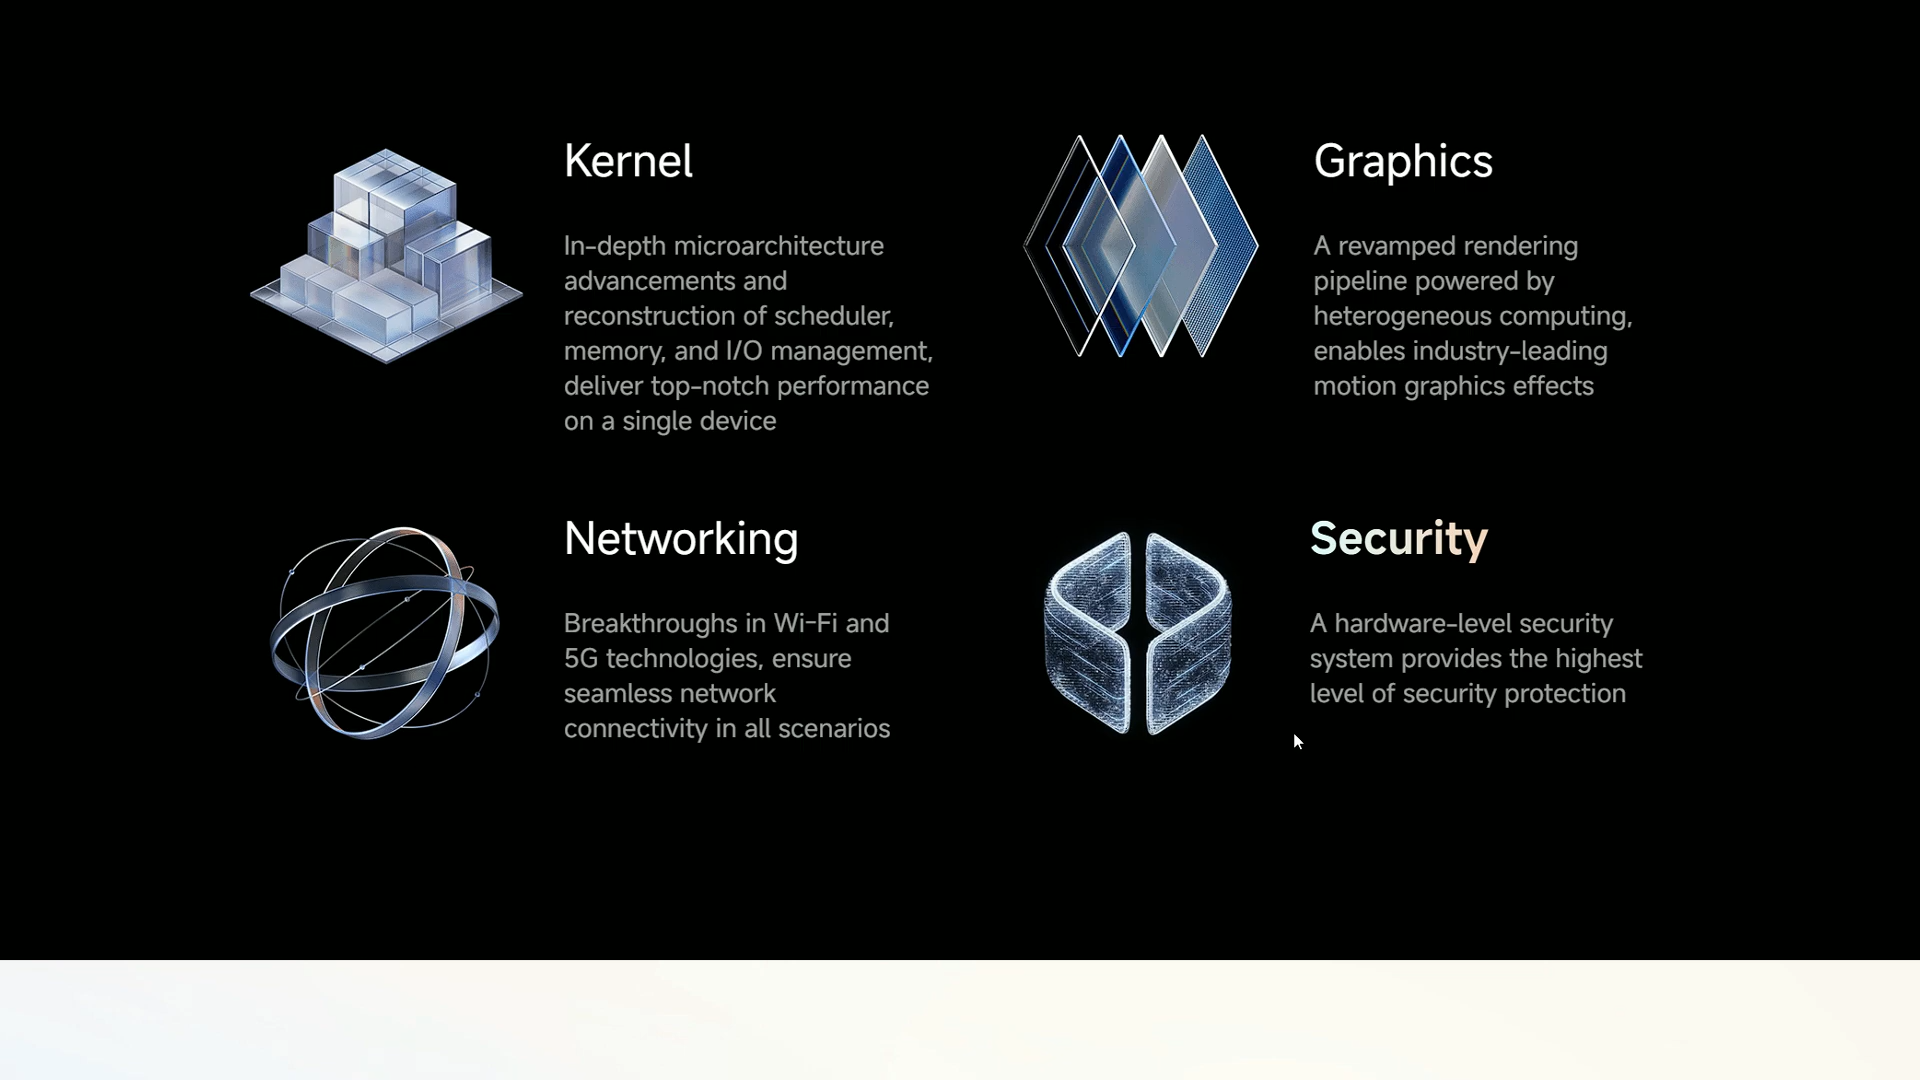 Kernel
In-depth microarchitecture
advancements and
reconstruction of scheduler,
memory, and I/O management,
deliver top-notch performance
on a single device
Graphics
A revamped rendering
pipeline powered by
heterogeneous computing,
enables industry-leading
motion graphics effects
Networking
Breakthroughs in Wi-Fi and
5G technologies, ensure
seamless network
connectivity in all scenarios
Security
A hardware-level security
system provides the highest
level of security protection